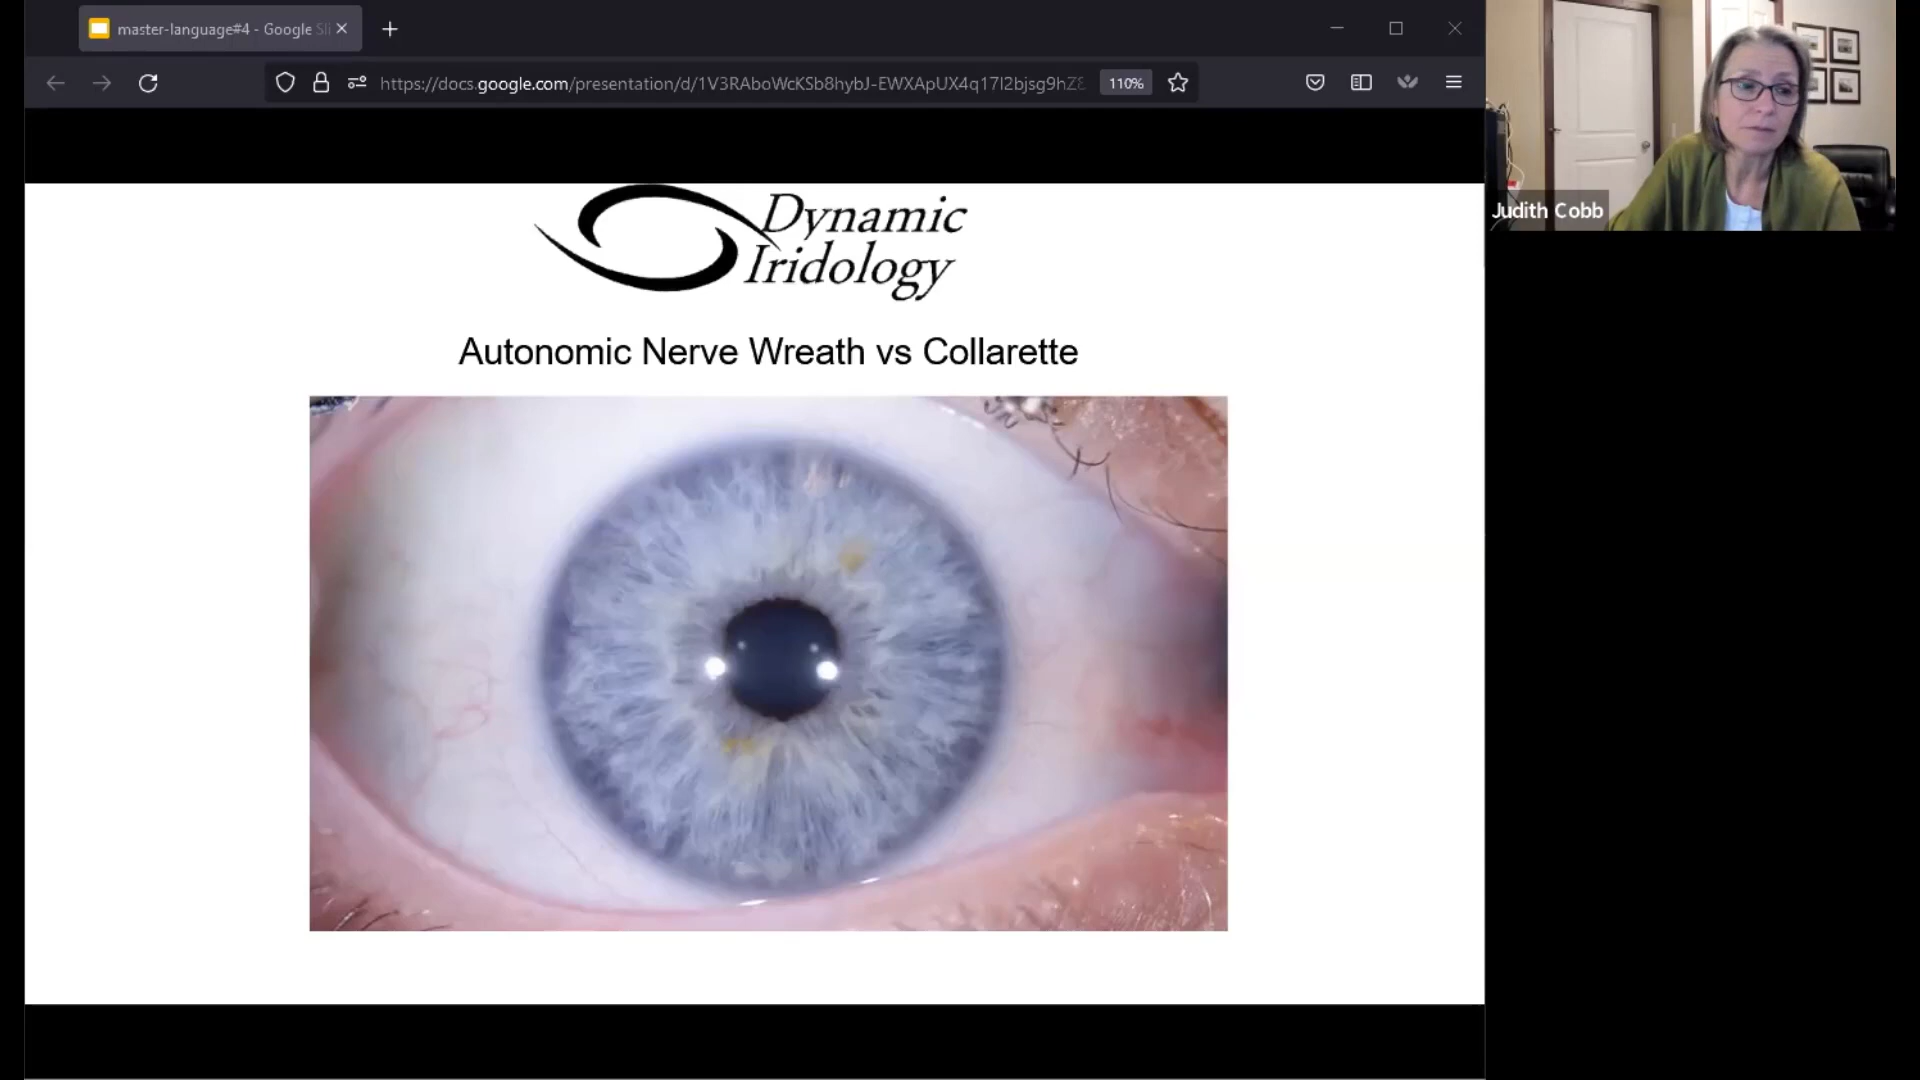 master-language#4 - Google Sli
https://docs.google.com/presentation/d/1V3RAboWcKSb8hybJ-EWXApUX4q17l2bjsg9hZ8
110%
Judith Cobb
Dynamic
Iridology
Autonomic Nerve Wreath vs Collarette